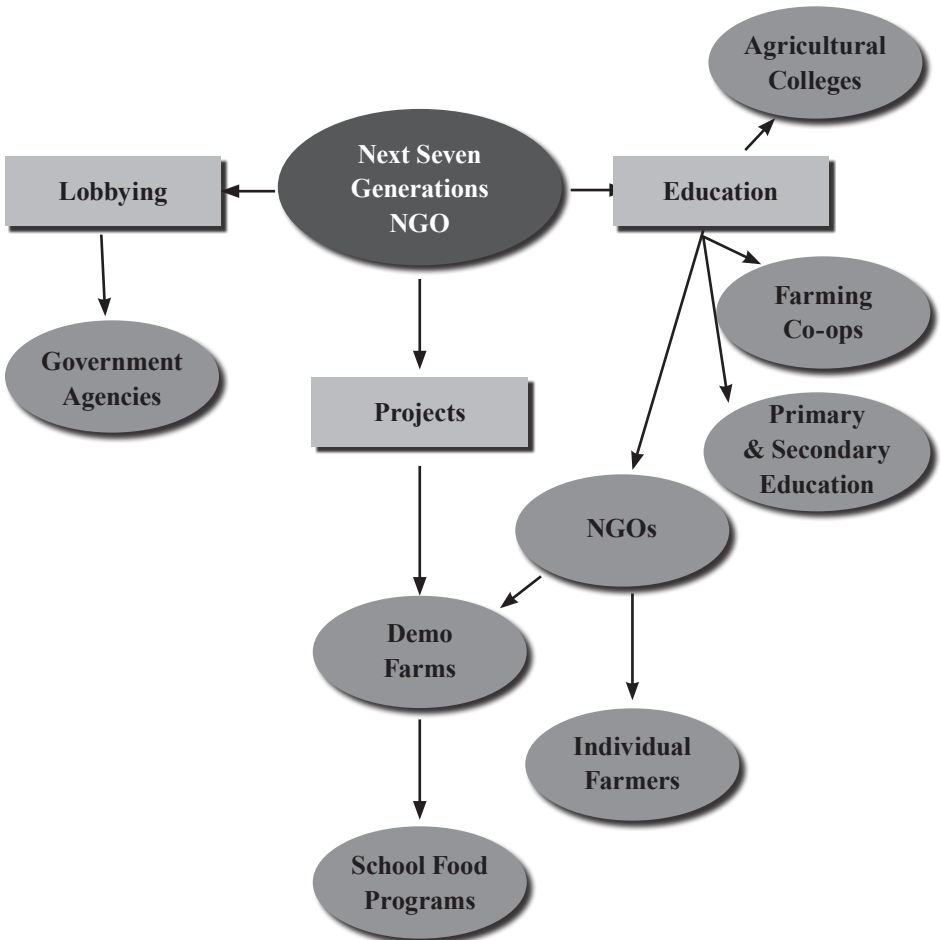 Agricultural
Colleges
Next Seven
Generations
NGO
Lobbying
Education
Farming
Co-ops
Government
Agencies
Projects
Primary
& Secondary
Education
NGOs
Demo
Farms
Individual
Farmers
School Food
Programs